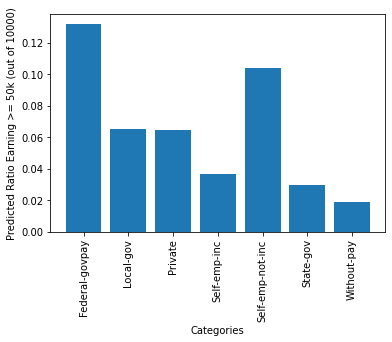 Predicted Ratio Earning >= 50k (out of 10000)
0.12
0.10
0.08
0.06
0.04
0.02
0.00
Federal-govpay
Local-gov
Private
Self-emp-inc
Self-emp-not-inc
State-gov
Without-pay
Categories